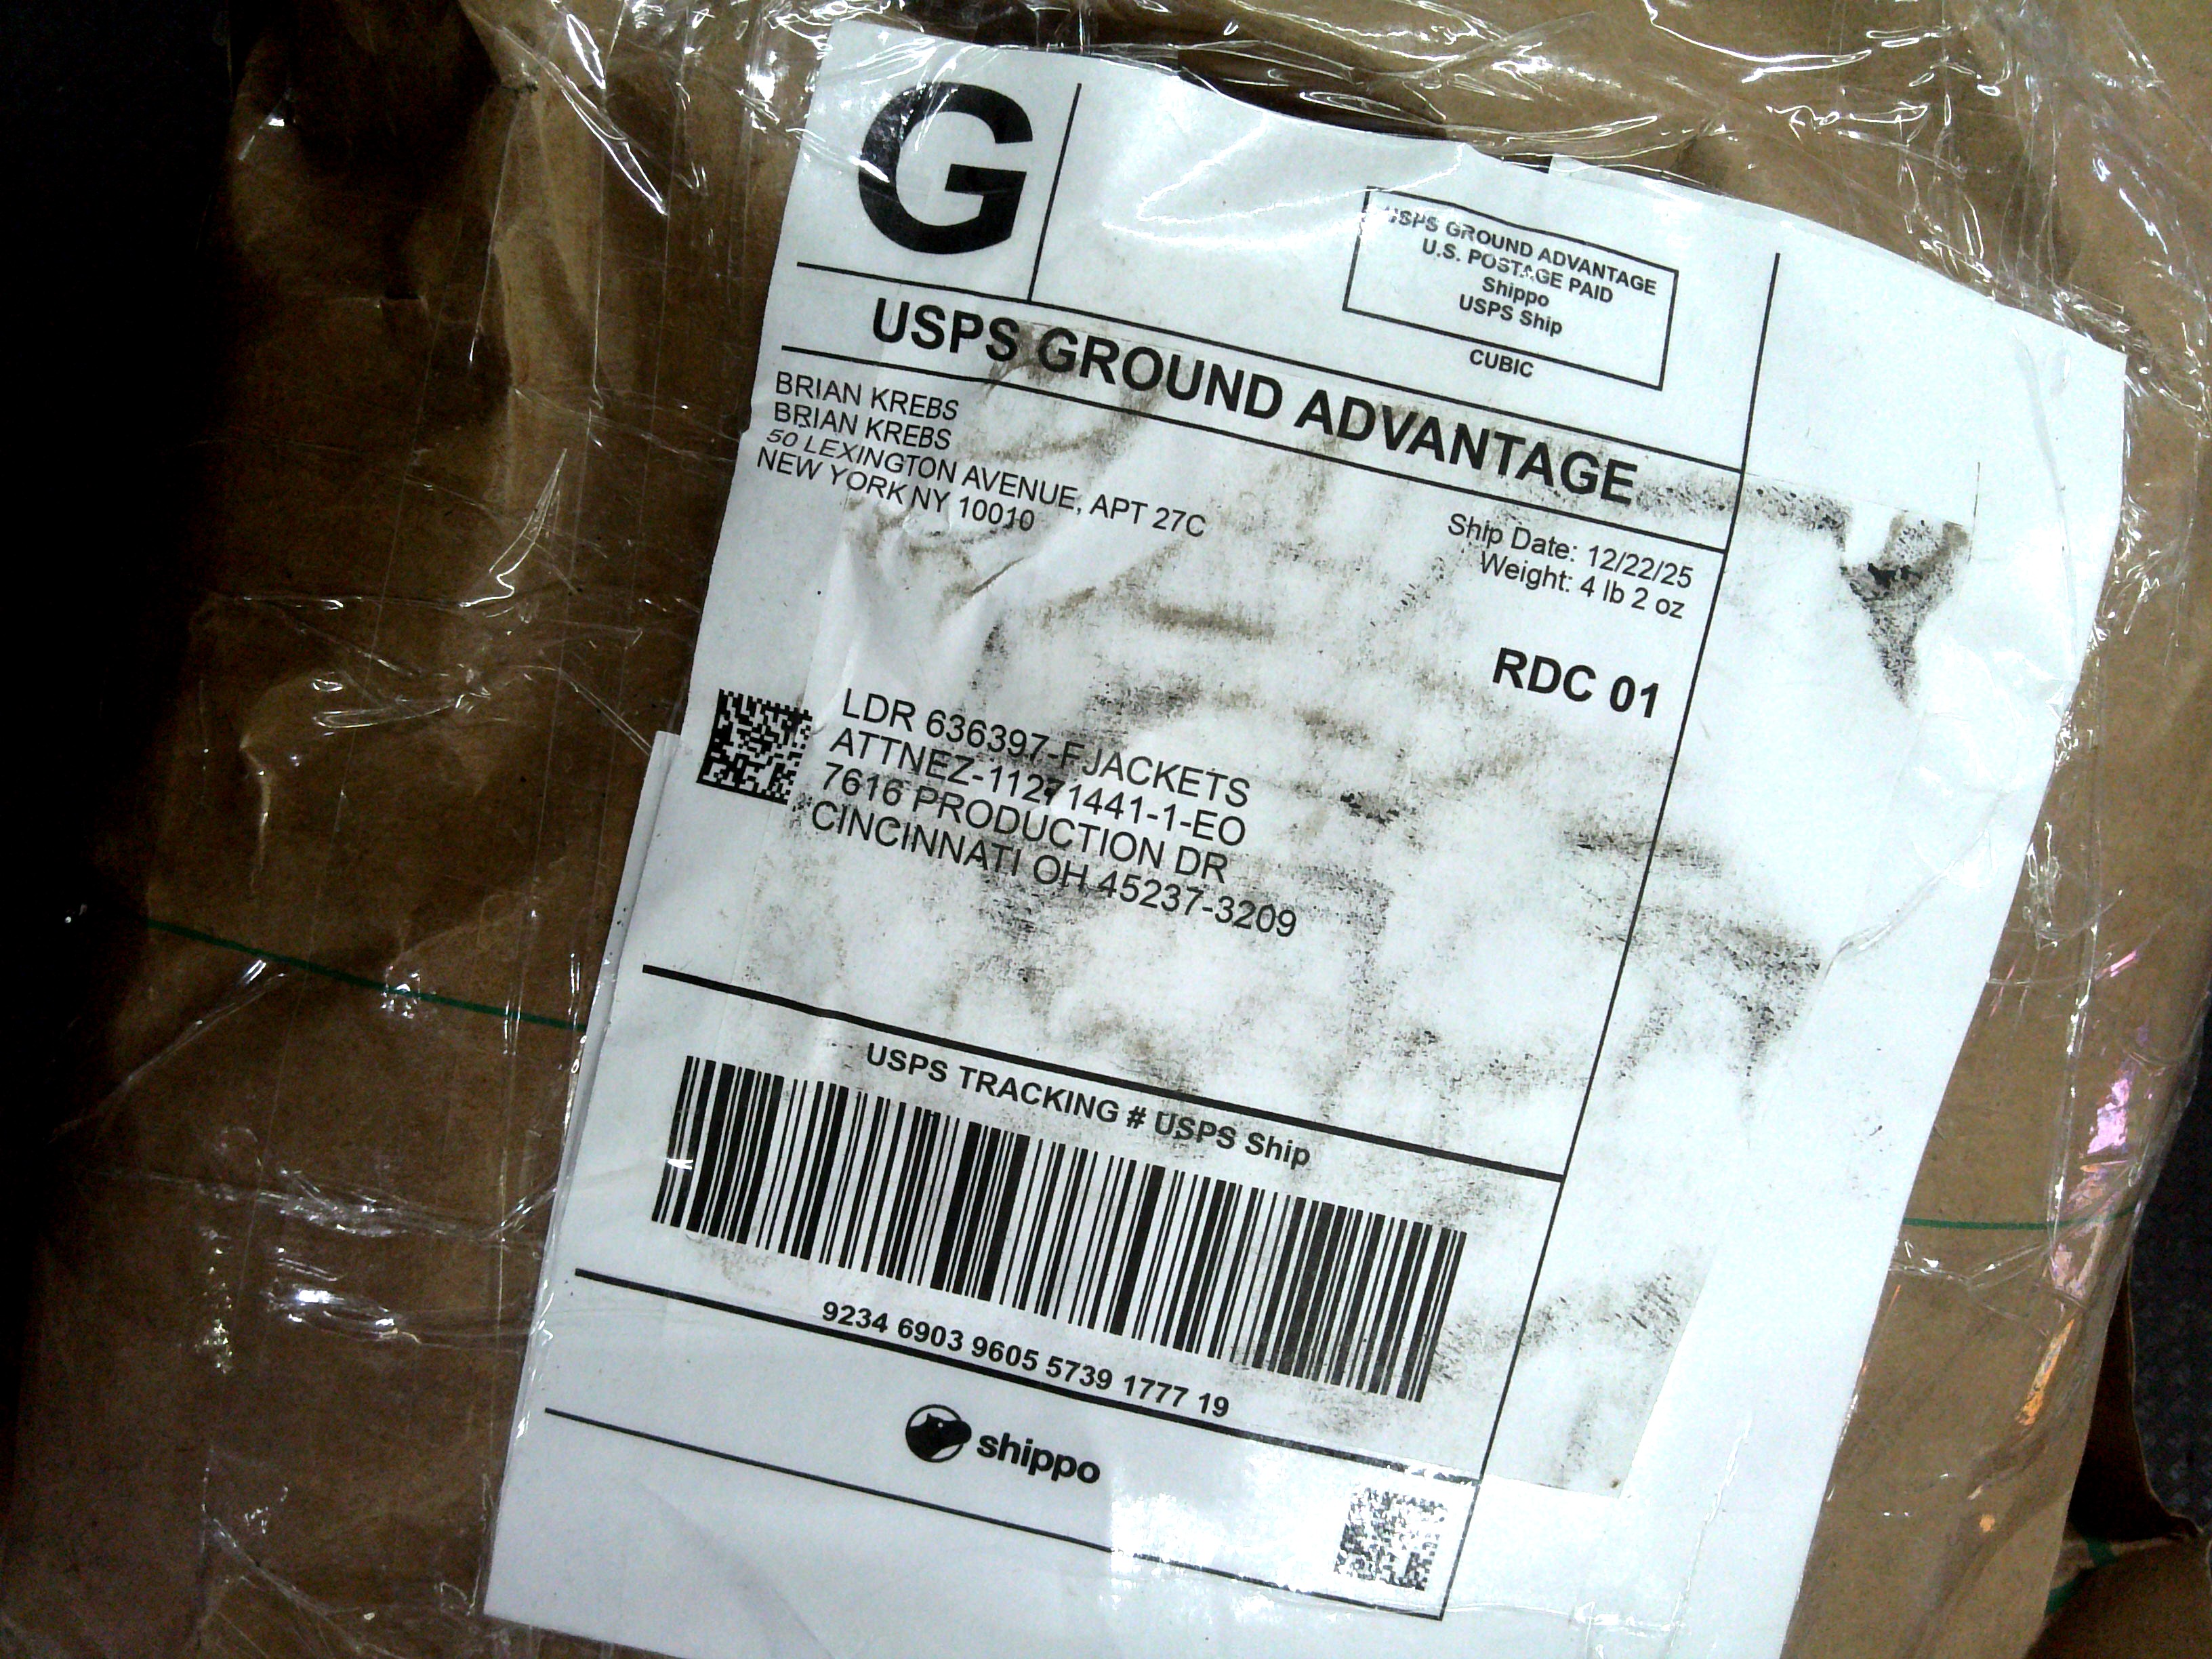 G
USPS GROUND ADVANTAGE
U.S. POSTAGE PAID
Shippo
USPS Ship
CUBIC
USPS GROUND ADVANTAGE
BRIAN KREBS
BRIAN KREBS
50 LEXINGTON AVENUE, APT 27C
NEW YORK NY 10010
Ship Date: 12/22/25
Weight: 4 lb 2 oz
RDC 01
LDR 636397-FJACKETS
ATTNEZ-11271441-1-EO
7616 PRODUCTION DR
CINCINNATI OH 45237-3209
USPS TRACKING # USPS Ship
9234 6903 9605 5739 1777 19
shippo